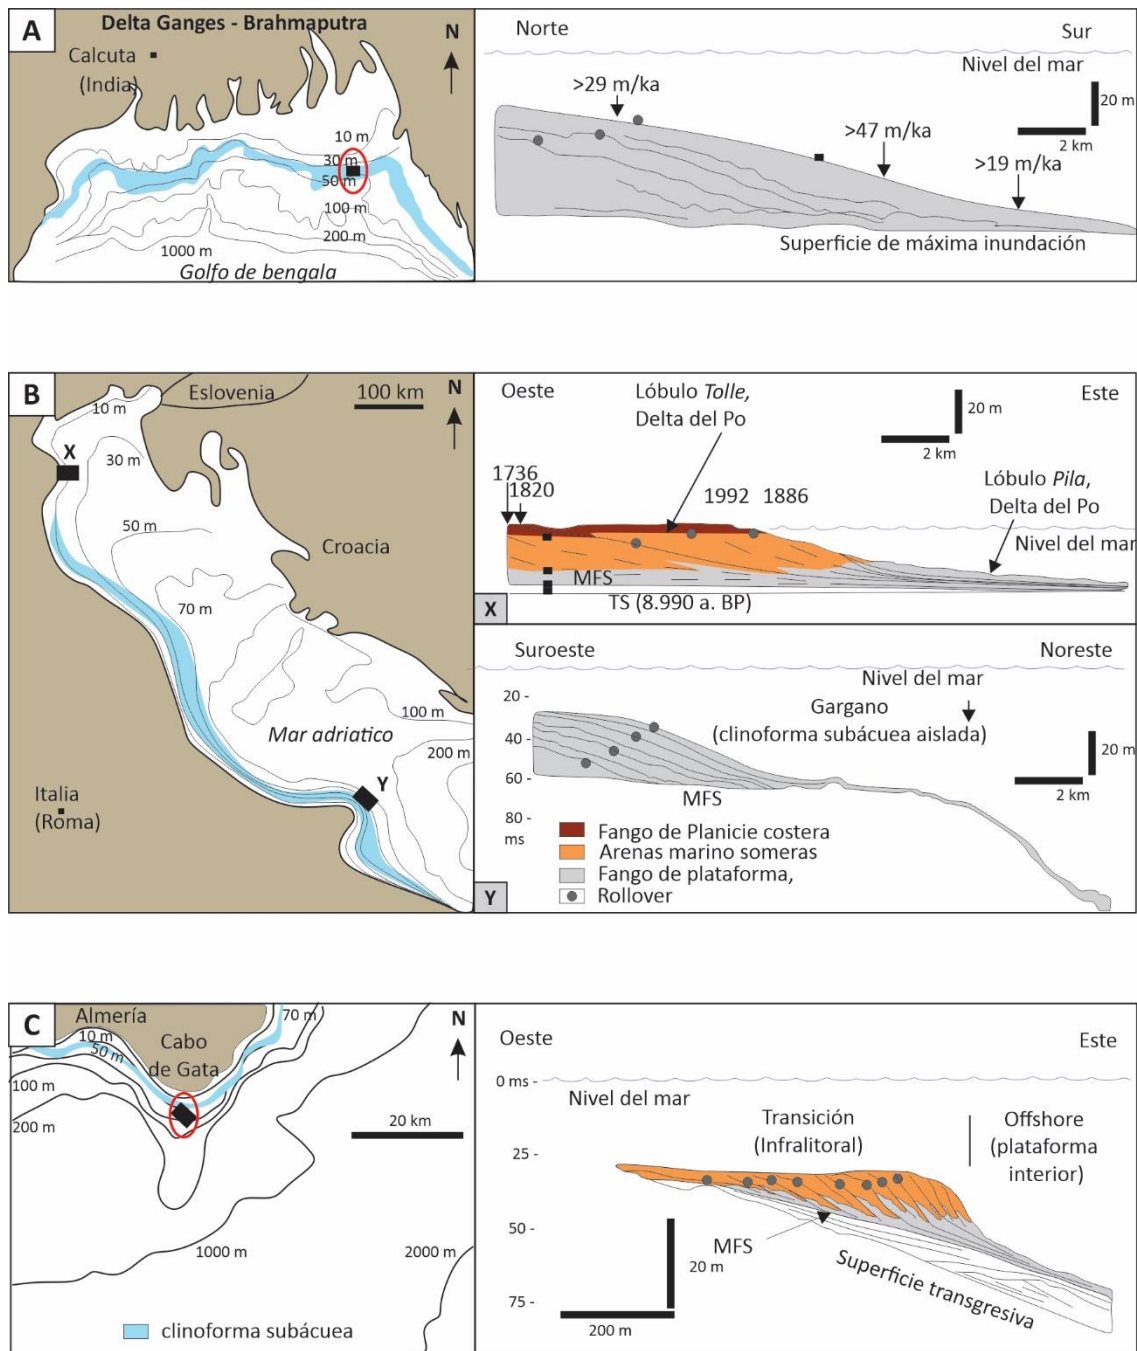 A
Delta Ganges - Brahmaputra
Calcuta
(India)
N
10 m
30 m
50 m
100 m
200 m
1000 m
Golfo de bengala
Norte
Sur
Nivel del mar
>29 m/ka
>47 m/ka
>19 m/ka
20 m
2 km
Superficie de máxima inundación
B
Eslovenia
100 km
N
10 m
X
30 m
50 m
Croacia
70 m
100 m
Mar adriatico
200 m
Y
Italia
(Roma)
Oeste
Este
Lóbulo Tolle,
Delta del Po
20 m
2 km
1736
1820
1992
1886
Lóbulo Pila,
Delta del Po
Nivel del mar
MFS
TS (8.990 a. BP)
X
Suroeste
Noreste
Nivel del mar
20 -
40 -
60 -
80 -
ms
Gargano
(clinoforma subácuea aislada)
20 m
2 km
MFS
Fango de Planicie costera
Arenas marino someras
Fango de plataforma,
Rollover
Y
C
Almería
70 m
N
10 m
50 m
Cabo
de Gata
100 m
200 m
20 km
1000 m
2000 m
clinoforma subácuea
Oeste
Este
0 ms-
Nivel del mar
Transición
(Infralitoral)
Offshore
(plataforma
interior)
25 -
50 -
75 -
MFS
20 m
200 m
Superficie transgresiva